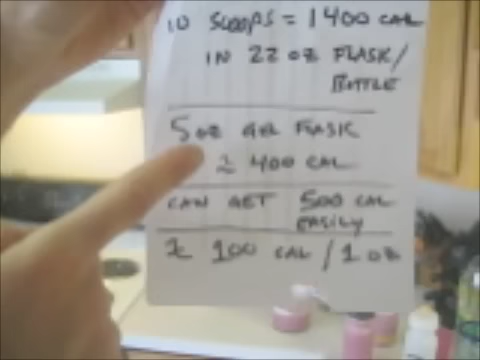 10 SCOOPS = 1400 CAL
IN 22 OZ FLASK/
BOTTLE
5 OZ GEL FLASK
≈ 400 CAL
CAN GET 500 CAL
EASILY
± 100 CAL / 1 OZ